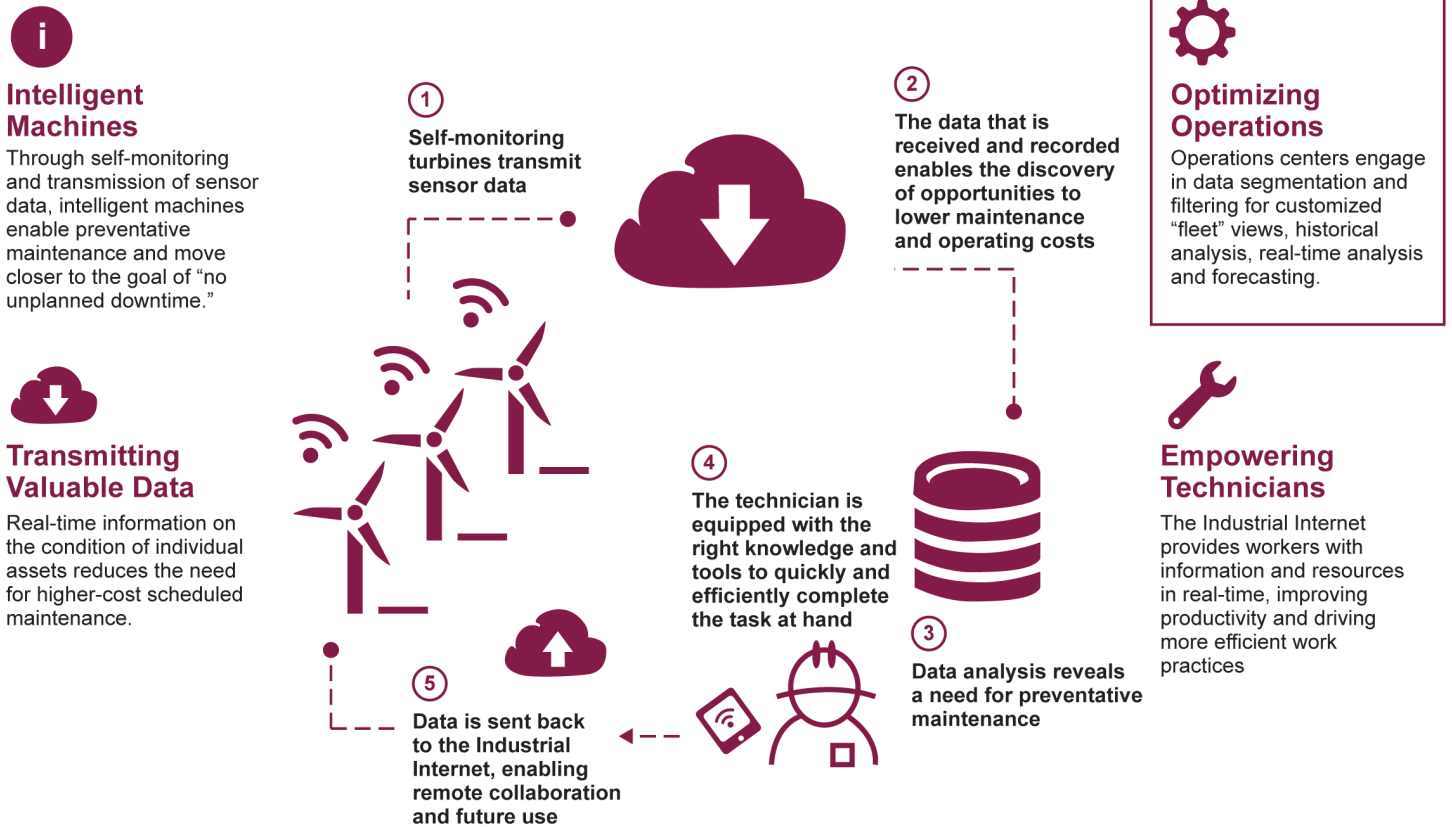 i
Intelligent
Machines
Through self-monitoring
and transmission of sensor
data, intelligent machines
enable preventative
maintenance and move
closer to the goal of “no
unplanned downtime.”
Transmitting
Valuable Data
Real-time information on
the condition of individual
assets reduces the need
for higher-cost scheduled
maintenance.
1
Self-monitoring
turbines transmit
sensor data
2
The data that is
received and recorded
enables the discovery
of opportunities to
lower maintenance
and operating costs
3
Data analysis reveals
a need for preventative
maintenance
4
The technician is
equipped with the
right knowledge and
tools to quickly and
efficiently complete
the task at hand
5
Data is sent back
to the Industrial
Internet, enabling
remote collaboration
and future use
Optimizing
Operations
Operations centers engage
in data segmentation and
filtering for customized
“fleet” views, historical
analysis, real-time analysis
and forecasting.
Empowering
Technicians
The Industrial Internet
provides workers with
information and resources
in real-time, improving
productivity and driving
more efficient work
practices